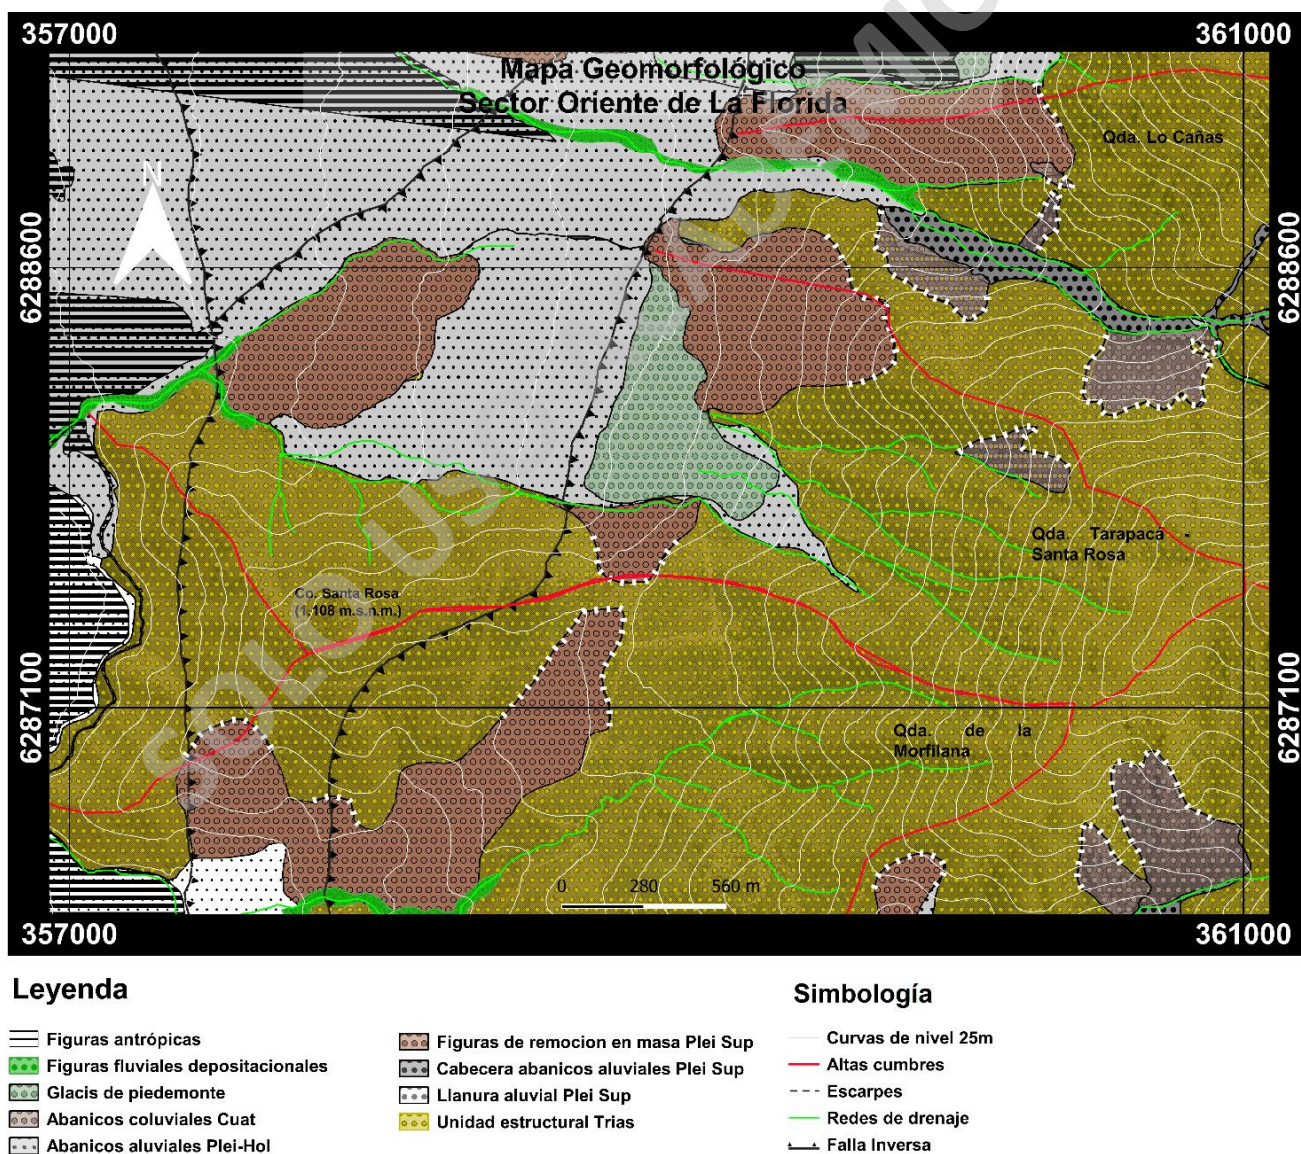 357000
361000
Mapa Geomorfológico
Sector Oriente de La Florida
Qda. Lo Cañas
N
6288600
6288600
Qda. Tarapaca -
Santa Rosa
Co. Santa Rosa
(1.108 m.s.n.m.)
6287100
6287100
Qda. de la
Morfilana
0 280 560 m
357000
361000
SOLO US
MIC
Leyenda
Figuras antrópicas
Figuras fluviales depositacionales
Glacis de piedemonte
Abanicos coluviales Cuat
Abanicos aluviales Plei-Hol
Figuras de remocion en masa Plei Sup
Cabecera abanicos aluviales Plei Sup
Llanura aluvial Plei Sup
Unidad estructural Trias
Simbología
Curvas de nivel 25m
Altas cumbres
Escarpes
Redes de drenaje
Falla Inversa